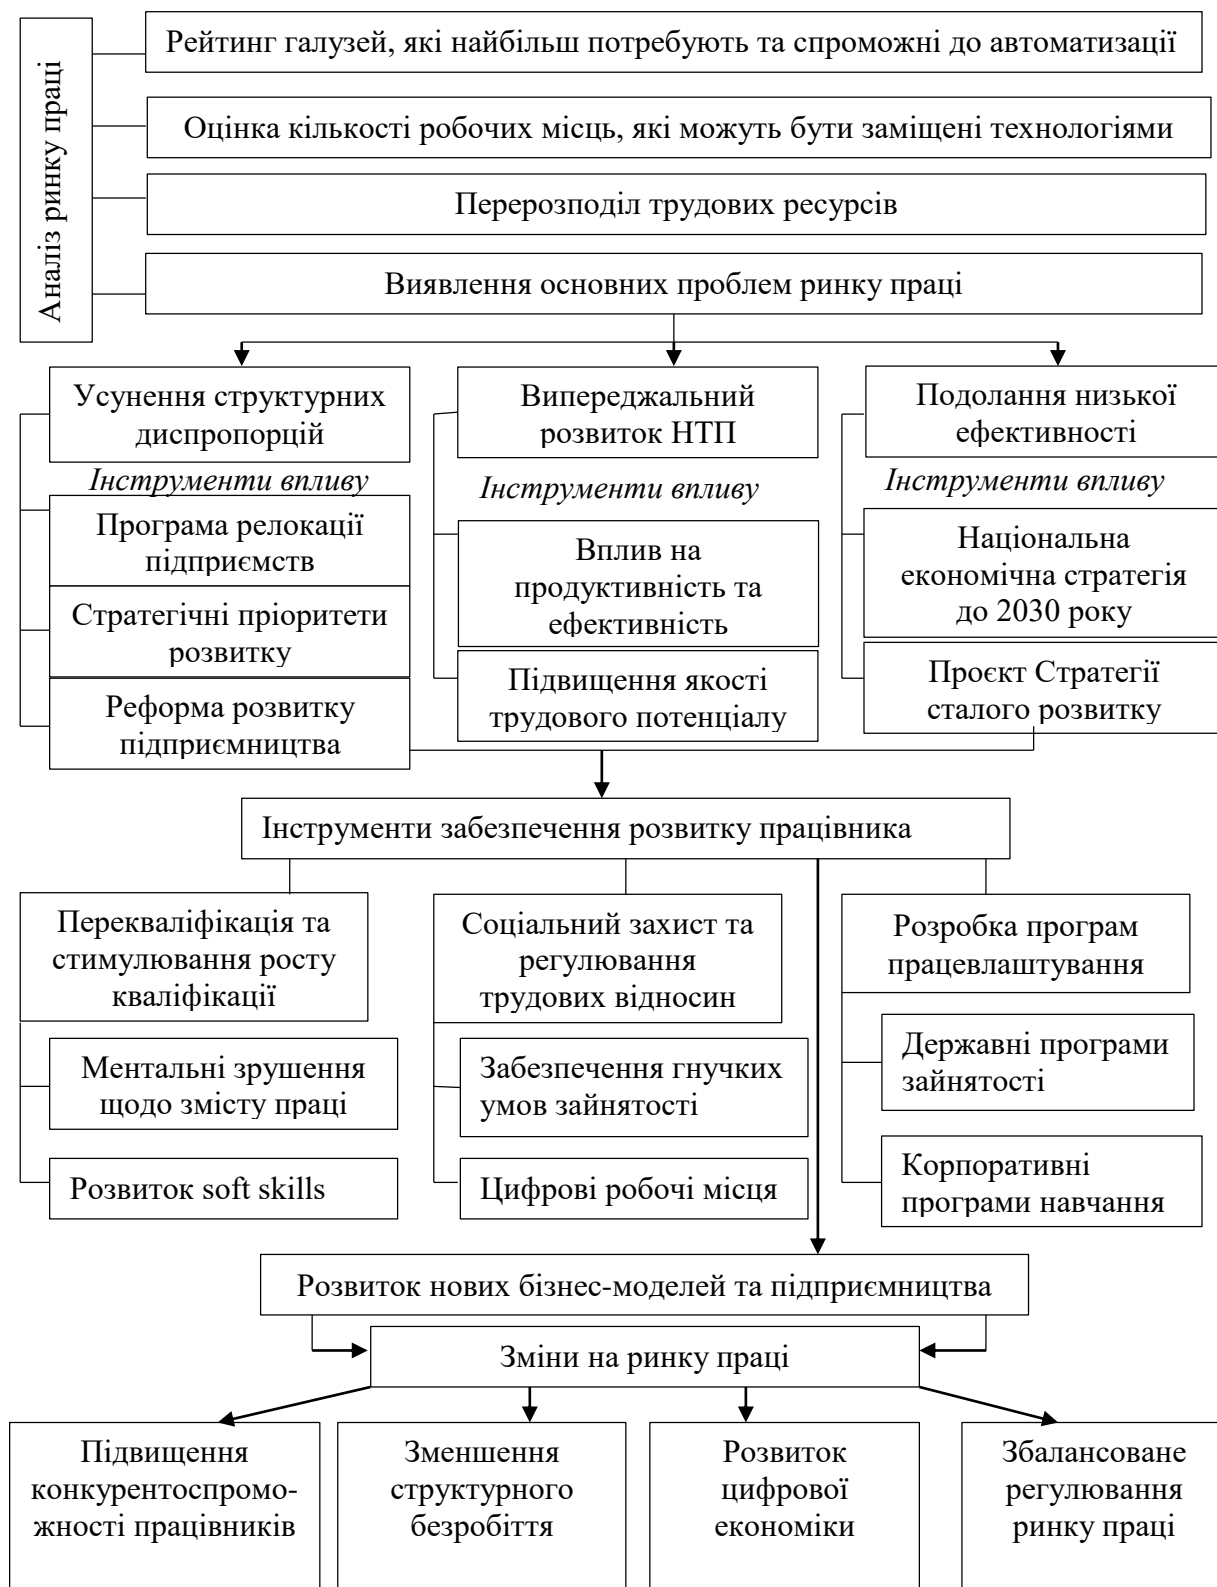 Аналіз ринку праці
Рейтинг галузей, які найбільш потребують та спроможні до автоматизації
Оцінка кількості робочих місць, які можуть бути заміщені технологіями
Перерозподіл трудових ресурсів
Виявлення основних проблем ринку праці
Усунення структурних
диспропорцій
Інструменти впливу
Програма релокації
підприємств
Стратегічні пріоритети
розвитку
Реформа розвитку
підприємництва
Випереджальний
розвиток НТП
Інструменти впливу
Вплив на
продуктивність та
ефективність
Підвищення якості
трудового потенціалу
Подолання низької
ефективності
Інструменти впливу
Національна
економічна стратегія
до 2030 року
Проєкт Стратегії
сталого розвитку
Інструменти забезпечення розвитку працівника
Перекваліфікація та
стимулювання росту
кваліфікації
Ментальні зрушення
щодо змісту праці
Розвиток soft skills
Соціальний захист та
регулювання
трудових відносин
Забезпечення гнучких
умов зайнятості
Цифрові робочі місця
Розробка програм
працевлаштування
Державні програми
зайнятості
Корпоративні
програми навчання
Розвиток нових бізнес-моделей та підприємництва
Зміни на ринку праці
Підвищення
конкурентоспромо-
жності працівників
Зменшення
структурного
безробіття
Розвиток
цифрової
економіки
Збалансоване
регулювання
ринку праці